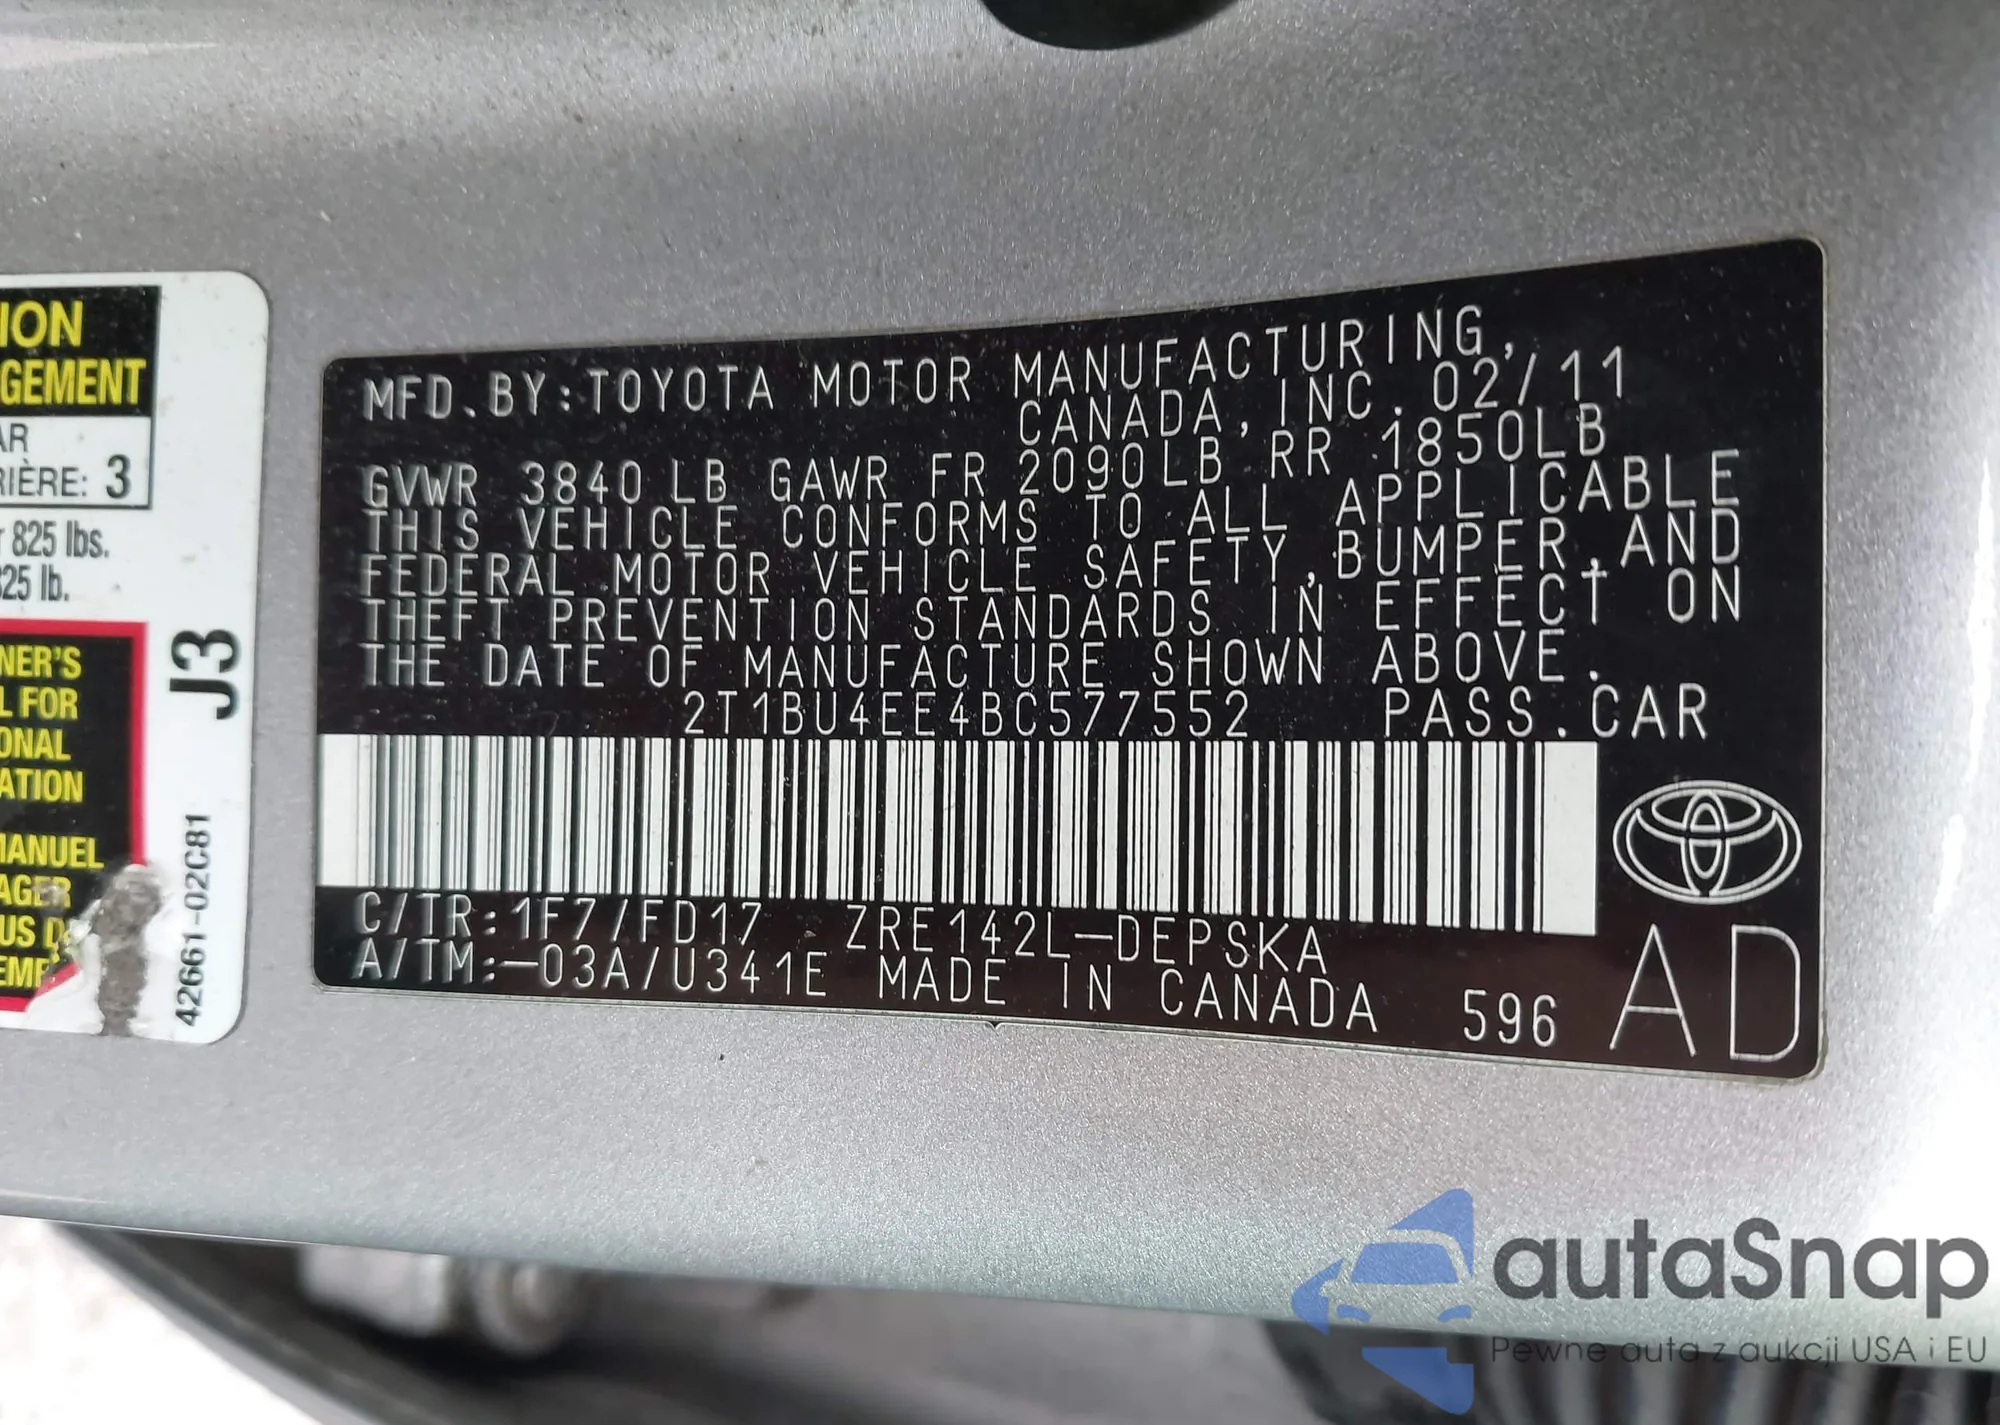 ION
GEMENT
AR
RIÈRE: 3
r 825 lbs.
325 lb.
NER'S
L FOR
ONAL
ATION
MANUEL
AGER
US D
EME
J3
42661-02C81
MFD.BY:TOYOTA MOTOR MANUFACTURING,
CANADA,INC. 02/11
GVWR 3840 LB GAWR FR 2090LB RR 1850LB
THIS VEHICLE CONFORMS TO ALL APPLICABLE
FEDERAL MOTOR VEHICLE SAFETY,BUMPER,AND
THEFT PREVENTION STANDARDS IN EFFECT ON
THE DATE OF MANUFACTURE SHOWN ABOVE.
2T1BU4EE4BC577552 PASS.CAR
C/TR:1F7/FD17 ZRE142L-DEPSKA
A/TM:-03A/U341E MADE IN CANADA 596 AD
autaSnap
Pewne auta z aukcji USA i EU